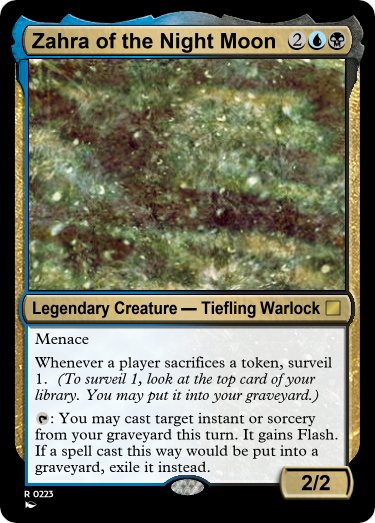 Zahra of the Night Moon 2
Legendary Creature — Tiefling Warlock
Menace
Whenever a player sacrifices a token, surveil
1. (To surveil 1, look at the top card of your
library. You may put it into your graveyard.)
: You may cast target instant or sorcery
from your graveyard this turn. It gains Flash.
If a spell cast this way would be put into a
graveyard, exile it instead.
2/2
R 0223